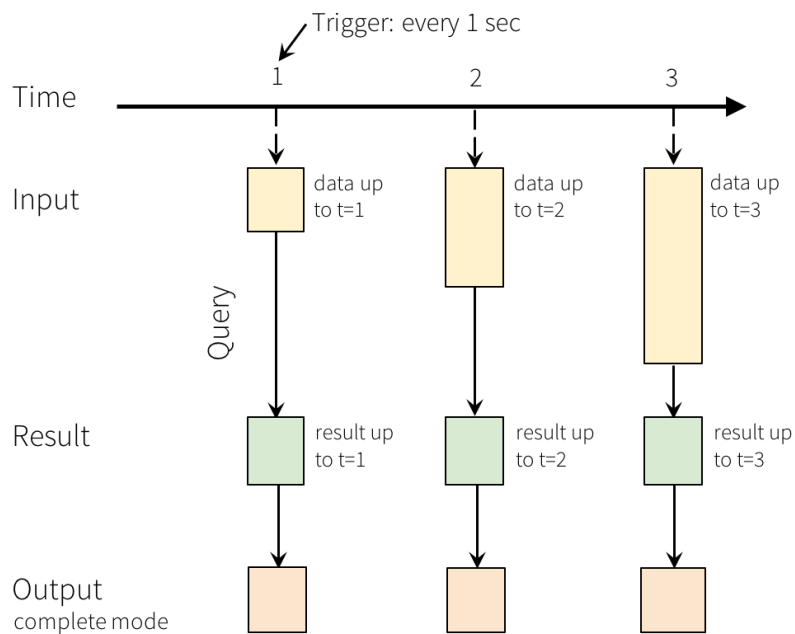 Trigger: every 1 sec
1 2 3
Time
Input
data up
to t=1
data up
to t=2
data up
to t=3
Query
Result
result up
to t=1
result up
to t=2
result up
to t=3
Output
complete mode